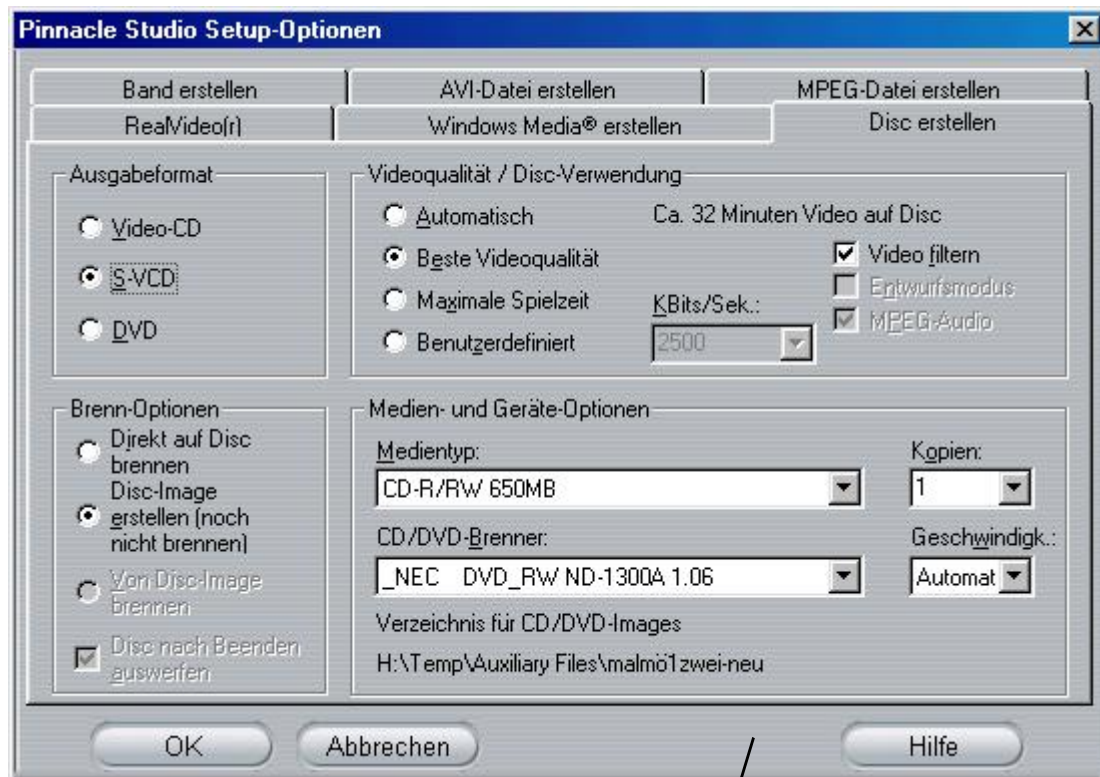 Pinnacle Studio Setup-Optionen
Band erstellen
AVI-Datei erstellen
MPEG-Datei erstellen
RealVideo(r)
Windows Media® erstellen
Disc erstellen
Ausgabeformat
Video-CD
S-VCD
DVD
Videoqualität / Disc-Verwendung
Automatisch
Beste Videoqualität
Maximale Spielzeit
Benutzerdefiniert
Ca. 32 Minuten Video auf Disc
KBits/Sek.:
2500
Video filtern
Entwurfsmodus
MPEG-Audio
Brenn-Optionen
Direkt auf Disc
brennen
Disc-Image
erstellen (noch
nicht brennen)
Von Disc-Image
brennen
Disc nach Beenden
auswerfen
Medien- und Geräte-Optionen
Medientyp:
CD-R/RW 650MB
Kopien:
1
CD/DVD-Brenner:
_NEC DVD_RW ND-1300A 1.06
Geschwindigk.:
Automat
Verzeichnis für CD/DVD-Images
H:\Temp\Auxiliary Files\malmö1zwei-neu
OK
Abbrechen
Hilfe